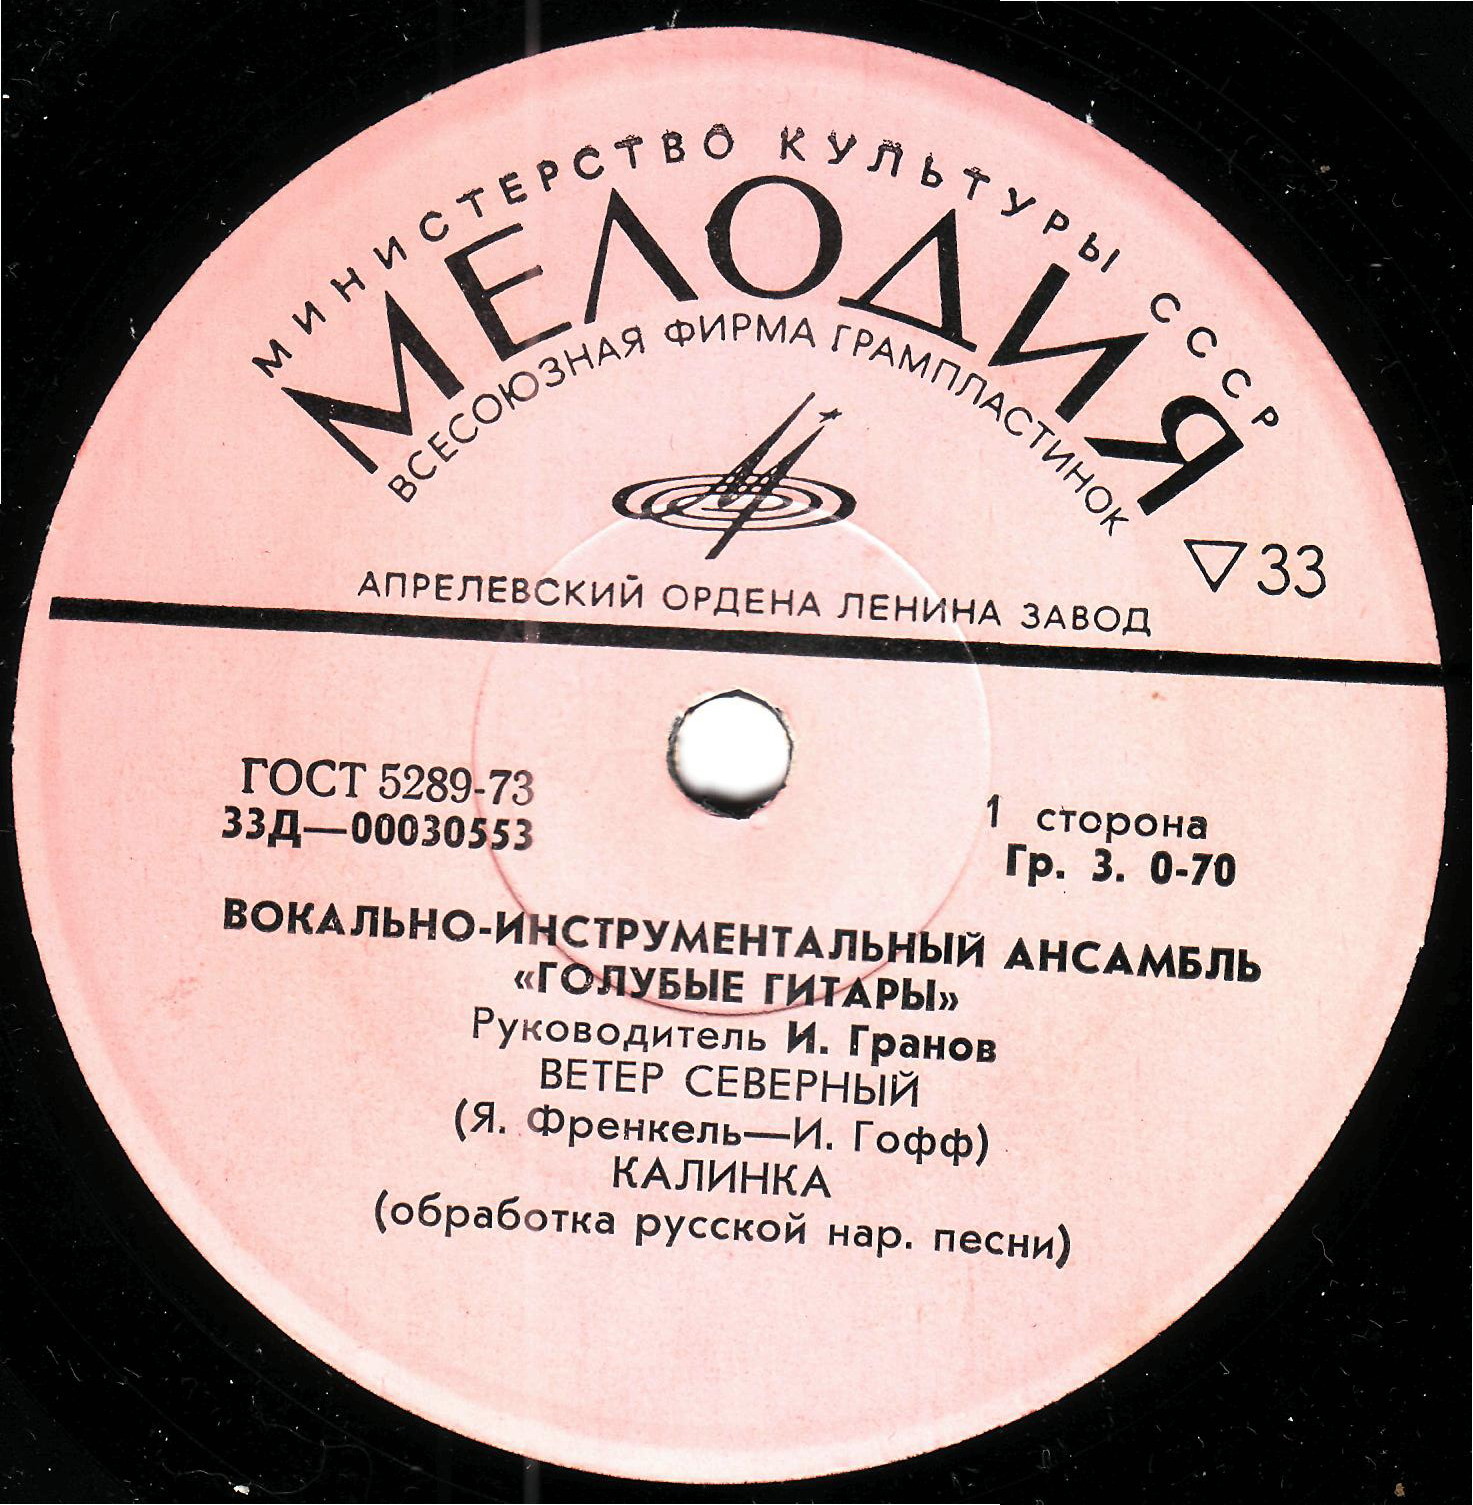 МИНИСТЕРСТВО КУЛЬТУРЫ СССР
МЕЛОДИЯ
ВСЕСОЮЗНАЯ ФИРМА ГРАМПЛАСТИНОК
▽33
АПРЕЛЕВСКИЙ ОРДЕНА ЛЕНИНА ЗАВОД
ГОСТ 5289-73
33Д—00030553
1 сторона
Гр. 3. 0-70
ВОКАЛЬНО-ИНСТРУМЕНТАЛЬНЫЙ АНСАМБЛЬ
«ГОЛУБЫЕ ГИТАРЫ»
Руководитель И. Гранов
ВЕТЕР СЕВЕРНЫЙ
(Я. Френкель—И. Гофф)
КАЛИНКА
(обработка русской нар. песни)